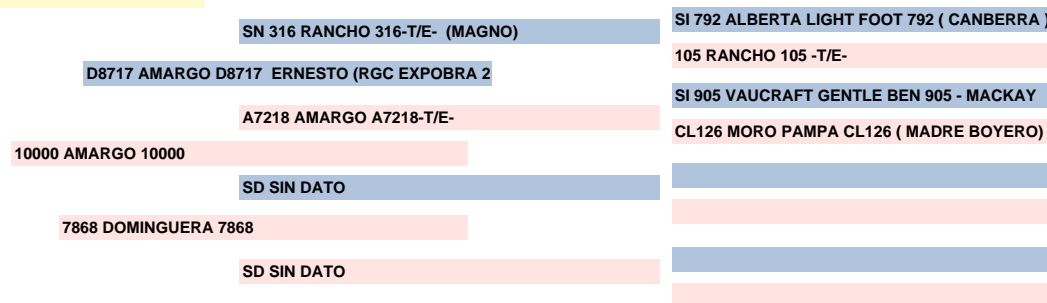 SI 792 ALBERTA LIGHT FOOT 792 ( CANBERRA )
SN 316 RANCHO 316-T/E-  (MAGNO)
105 RANCHO 105 -T/E-
D8717 AMARGO D8717  ERNESTO (RGC EXPOBRA 2
SI 905 VAUCRAFT GENTLE BEN 905 - MACKAY
A7218 AMARGO A7218-T/E-
CL126 MORO PAMPA CL126 ( MADRE BOYERO)
10000 AMARGO 10000
SD SIN DATO
7868 DOMINGUERA 7868
SD SIN DATO